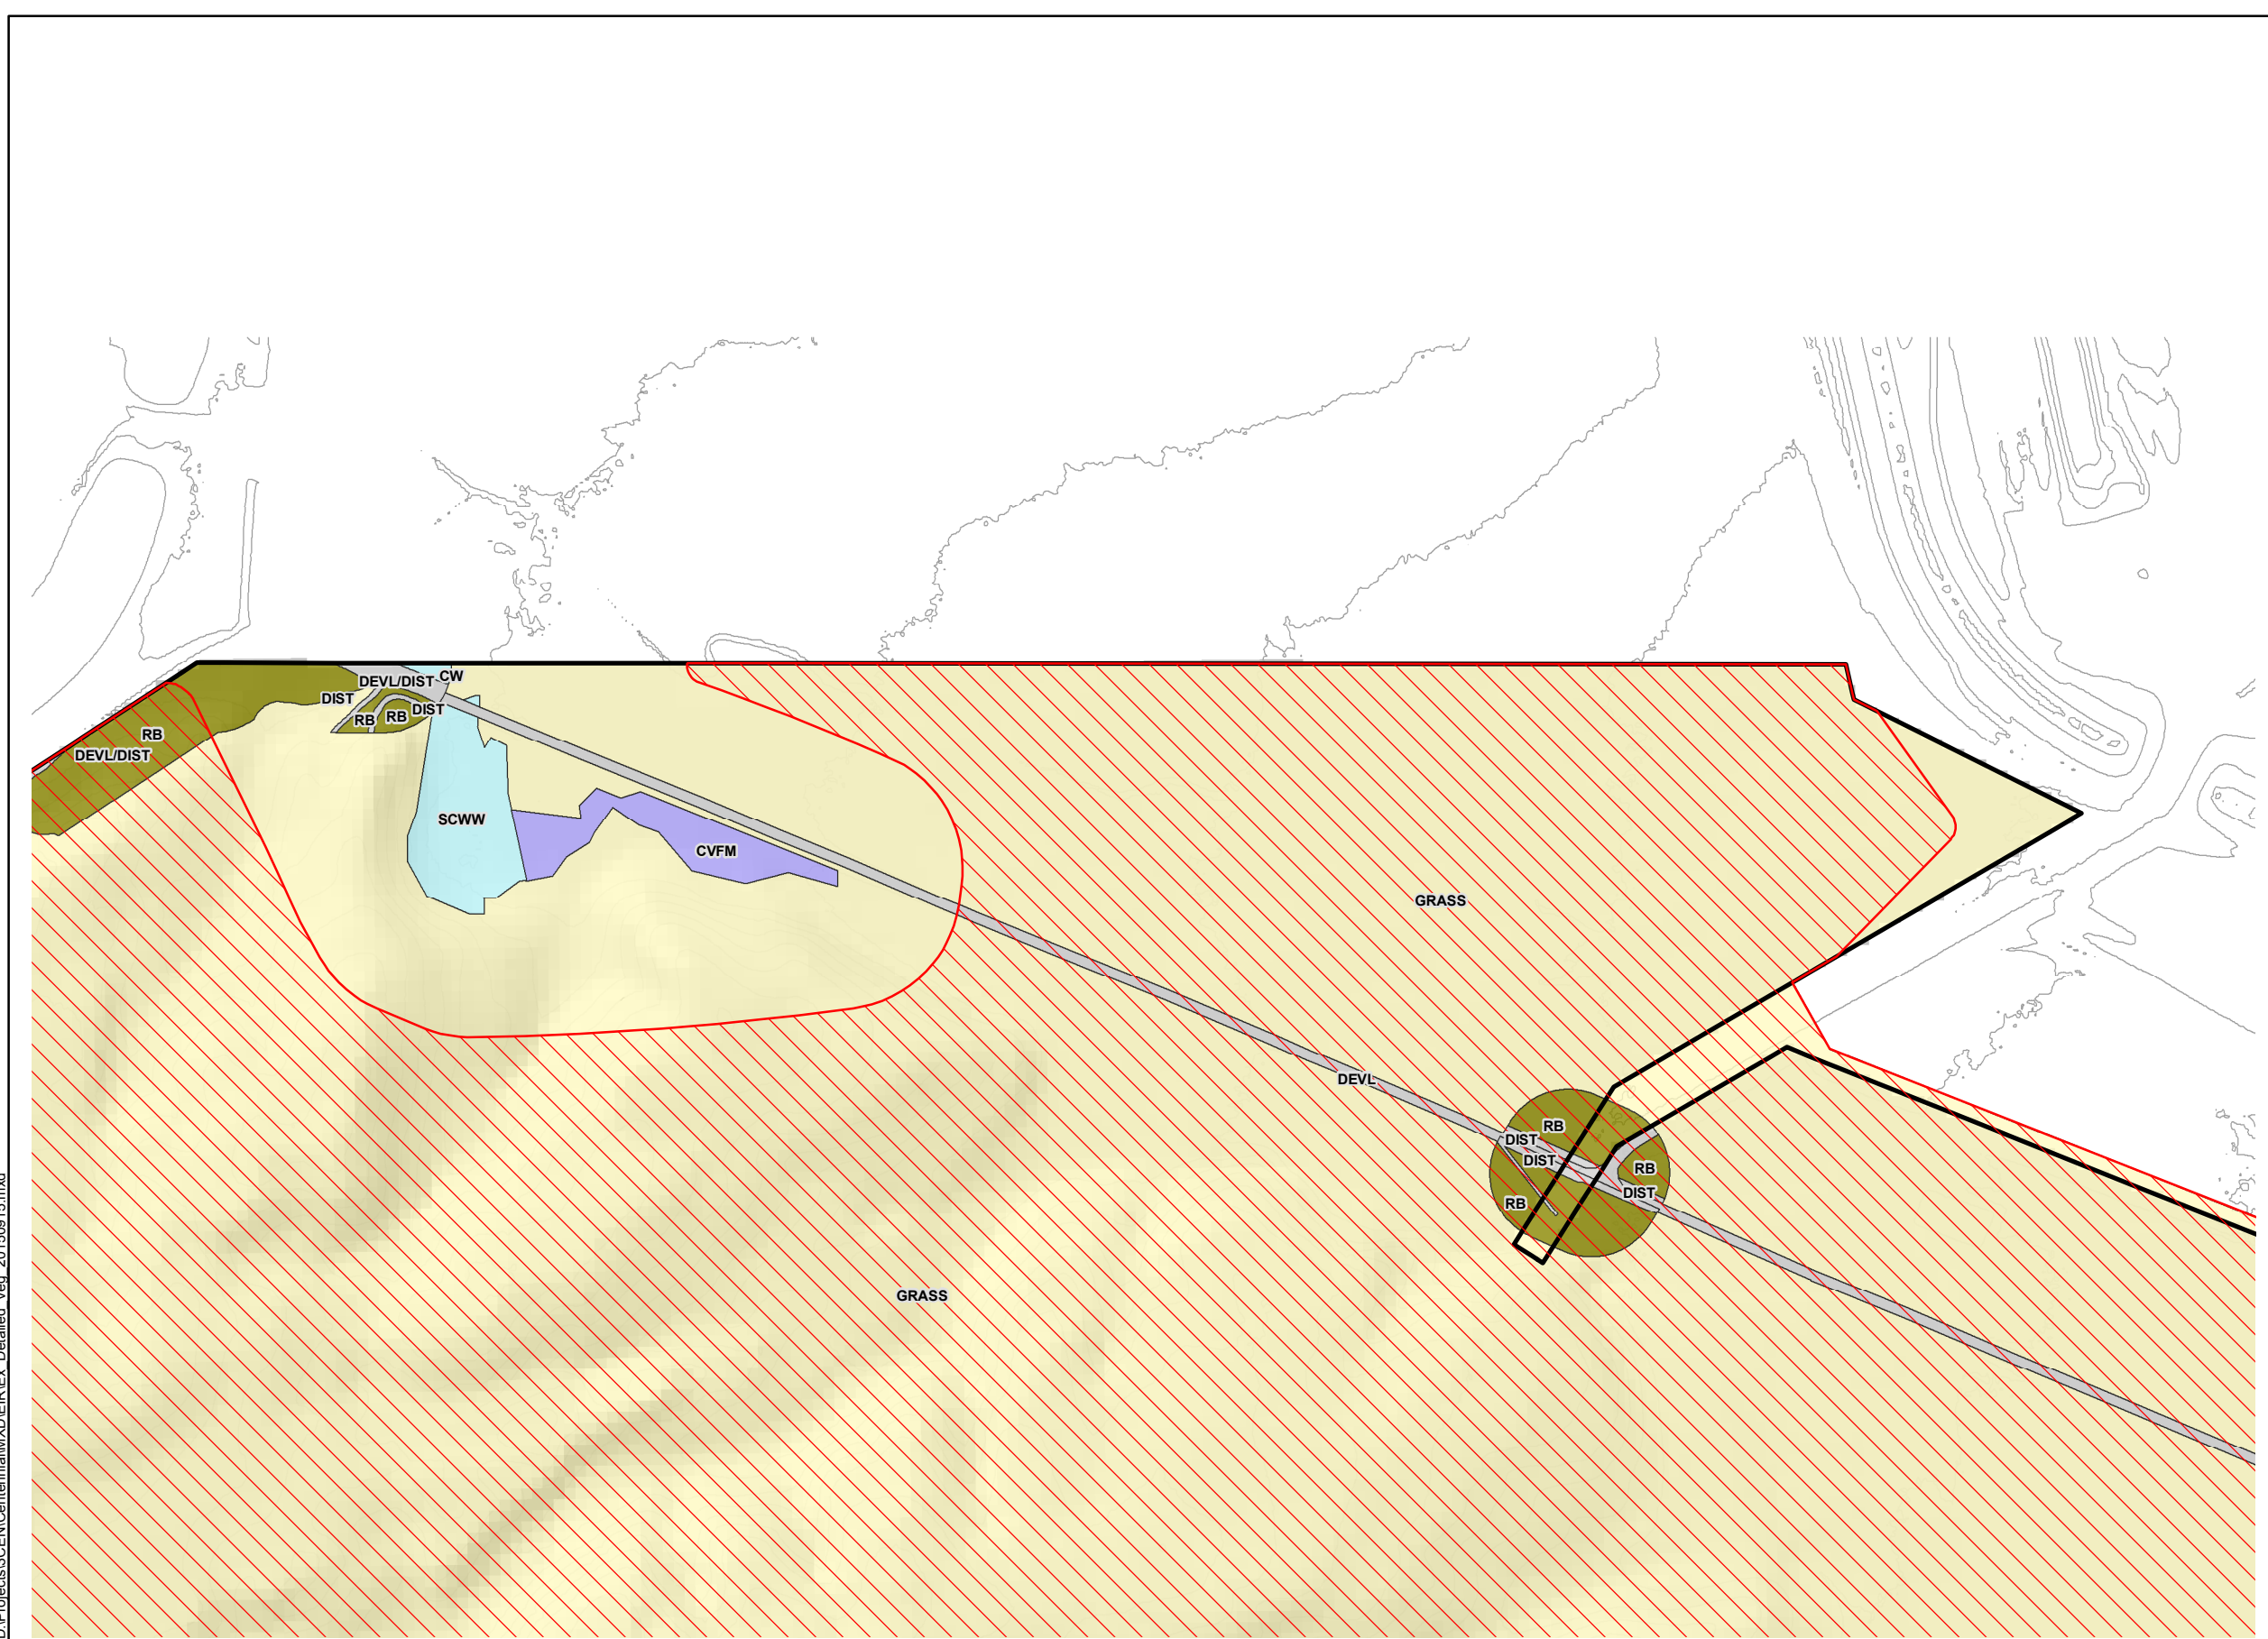 CW
DEVL/DIST
DIST
DIST
RB
RB
RB
DEVL/DIST
SCWW
CVFM
GRASS
DEVL
RB
DIST
DIST
RB
DIST
RB
GRASS